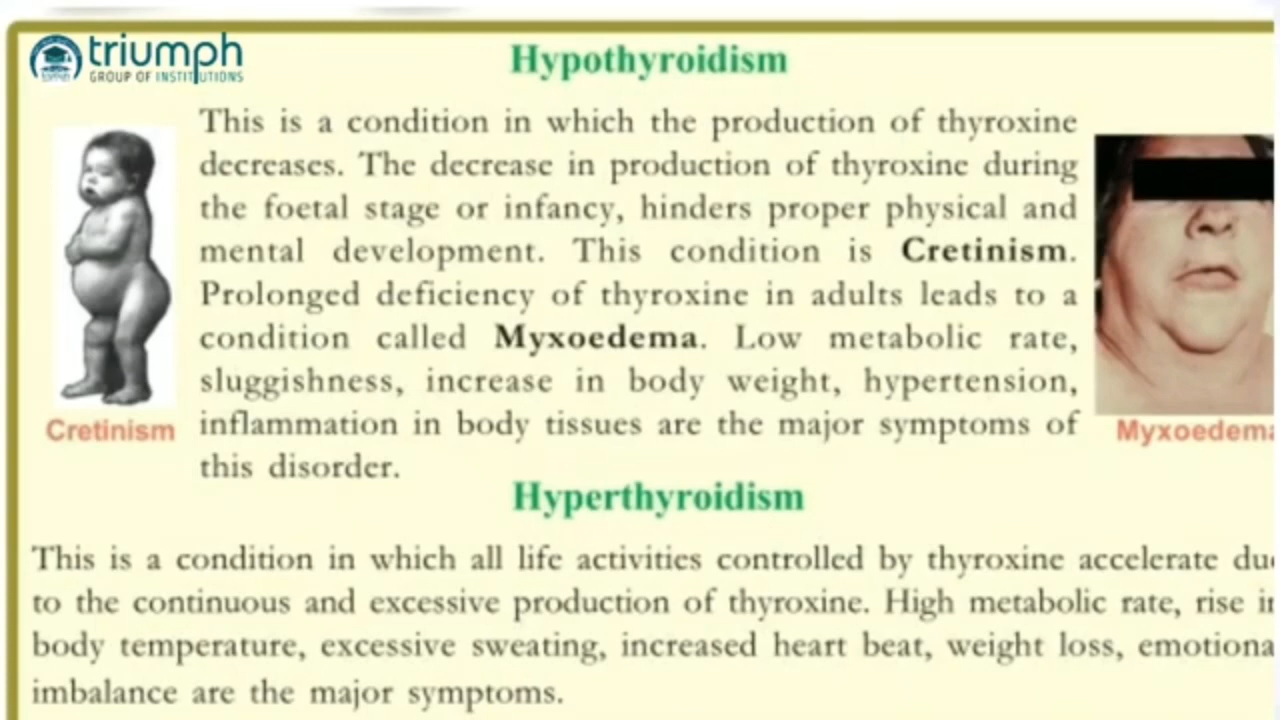 triumph
GROUP OF INSTITUTIONS
Hypothyroidism
This is a condition in which the production of thyroxine
decreases. The decrease in production of thyroxine during
the foetal stage or infancy, hinders proper physical and
mental development. This condition is Cretinism.
Prolonged deficiency of thyroxine in adults leads to a
condition called Myxoedema. Low metabolic rate,
sluggishness, increase in body weight, hypertension,
inflammation in body tissues are the major symptoms of
this disorder.
Cretinism
Myxoedema
Hyperthyroidism
This is a condition in which all life activities controlled by thyroxine accelerate due
to the continuous and excessive production of thyroxine. High metabolic rate, rise in
body temperature, excessive sweating, increased heart beat, weight loss, emotiona
imbalance are the major symptoms.